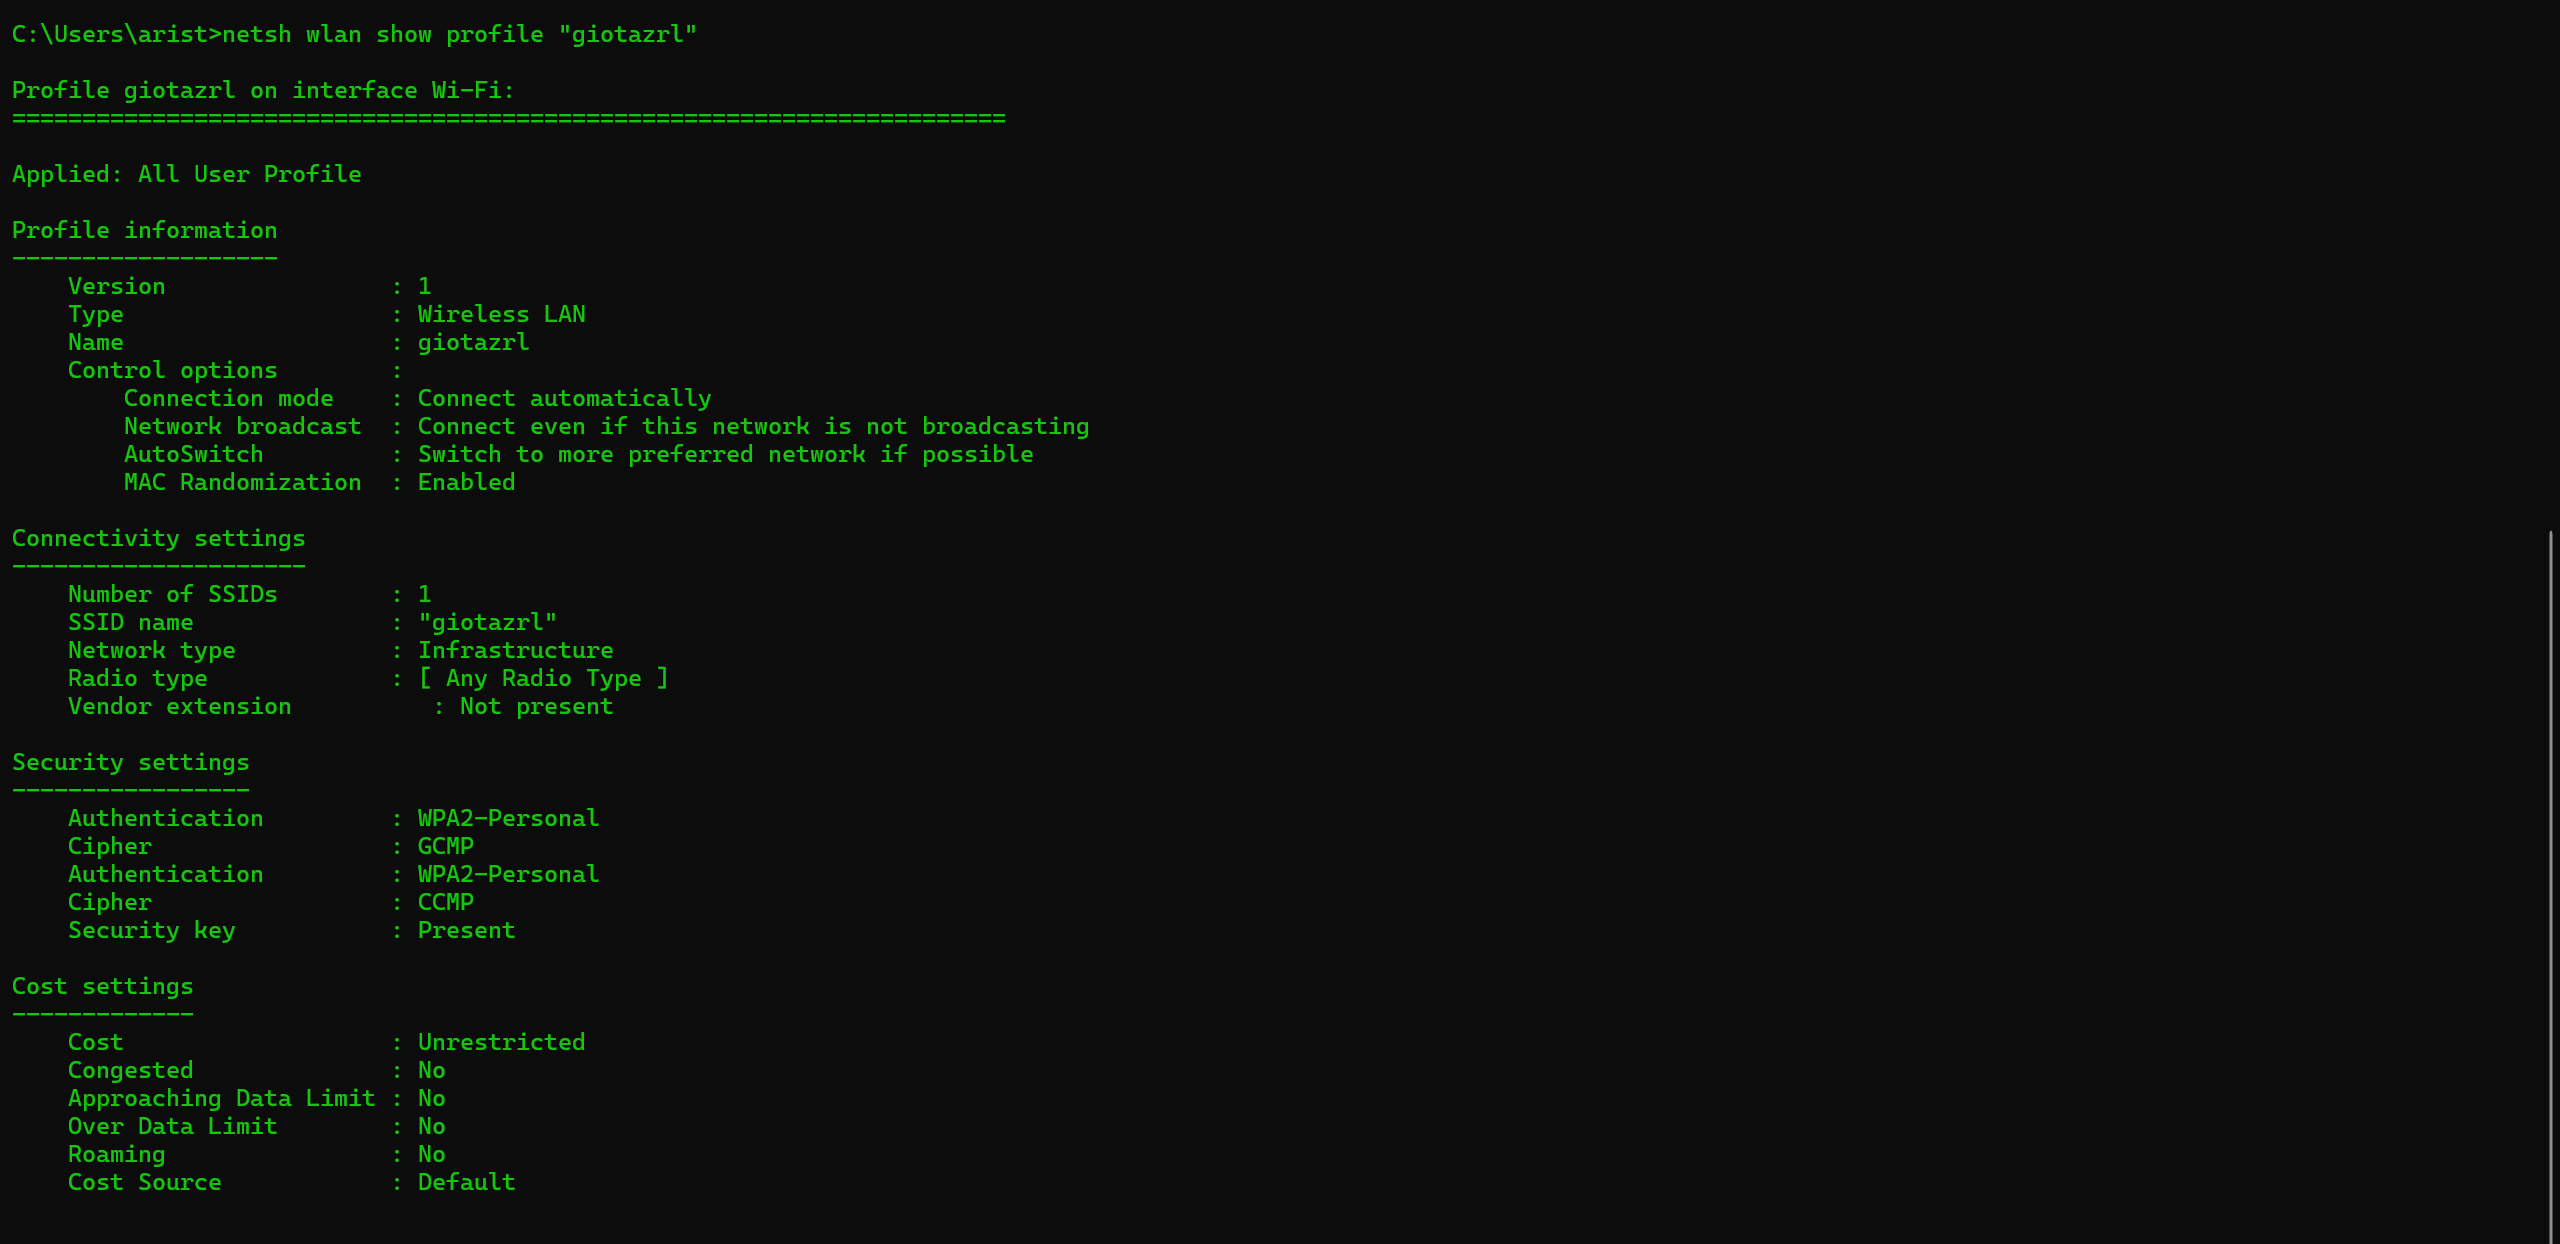 C:\Users\arist>netsh wlan show profile "giotazrl"

Profile giotazrl on interface Wi-Fi:
=======================================================================

Applied: All User Profile

Profile information
-------------------
    Version                : 1
    Type                   : Wireless LAN
    Name                   : giotazrl
    Control options        :
        Connection mode    : Connect automatically
        Network broadcast  : Connect even if this network is not broadcasting
        AutoSwitch         : Switch to more preferred network if possible
        MAC Randomization  : Enabled

Connectivity settings
---------------------
    Number of SSIDs        : 1
    SSID name              : "giotazrl"
    Network type           : Infrastructure
    Radio type             : [ Any Radio Type ]
    Vendor extension          : Not present

Security settings
-----------------
    Authentication         : WPA2-Personal
    Cipher                 : GCMP
    Authentication         : WPA2-Personal
    Cipher                 : CCMP
    Security key           : Present

Cost settings
-------------
    Cost                   : Unrestricted
    Congested              : No
    Approaching Data Limit : No
    Over Data Limit        : No
    Roaming                : No
    Cost Source            : Default